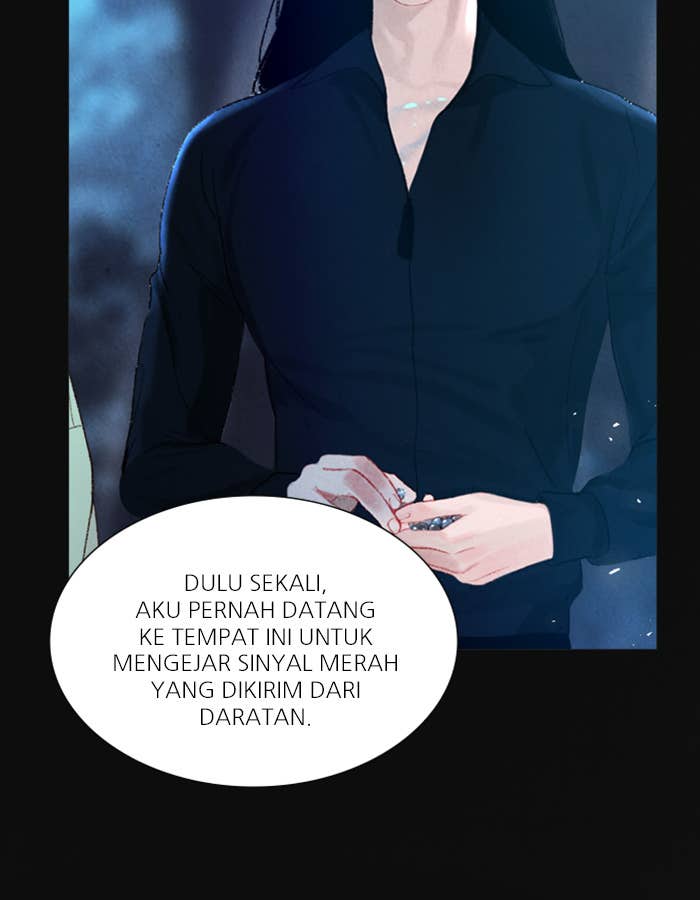 DULU SEKALI,
AKU PERNAH DATANG
KE TEMPAT INI UNTUK
MENGEJAR SINYAL MERAH
YANG DIKIRIM DARI
DARATAN.